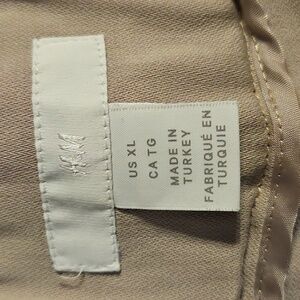 H&M
US XL
CA TG
MADE IN
TURKEY
FABRIQUÉ EN
TURQUIE